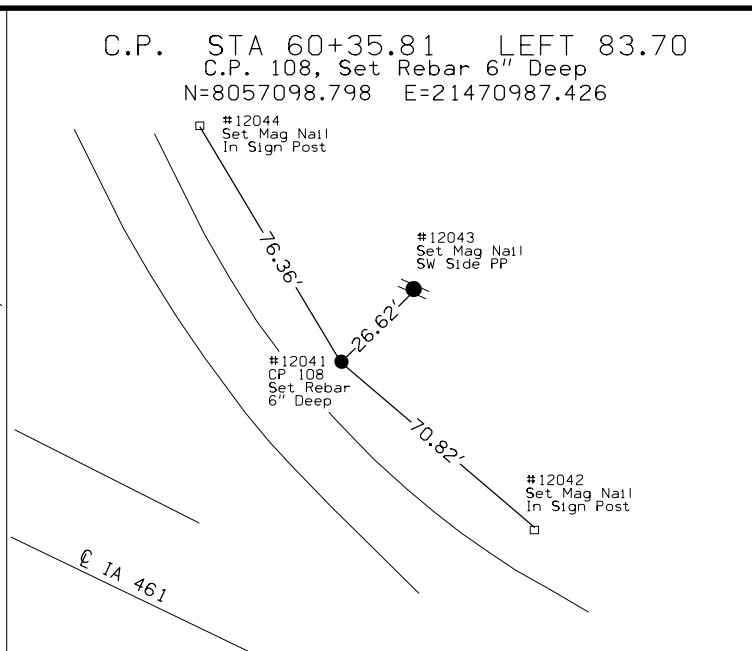 C.P. STA 60+35.81 LEFT 83.70
C.P. 108, Set Rebar 6" Deep
N=8057098.798 E=21470987.426
#12044
Set Mag Nail
In Sign Post
76.36'
#12043
Set Mag Nail
SW Side PP
26.62'
#12041
CP 108
Set Rebar
6" Deep
70.82'
#12042
Set Mag Nail
In Sign Post
℄ IA 461